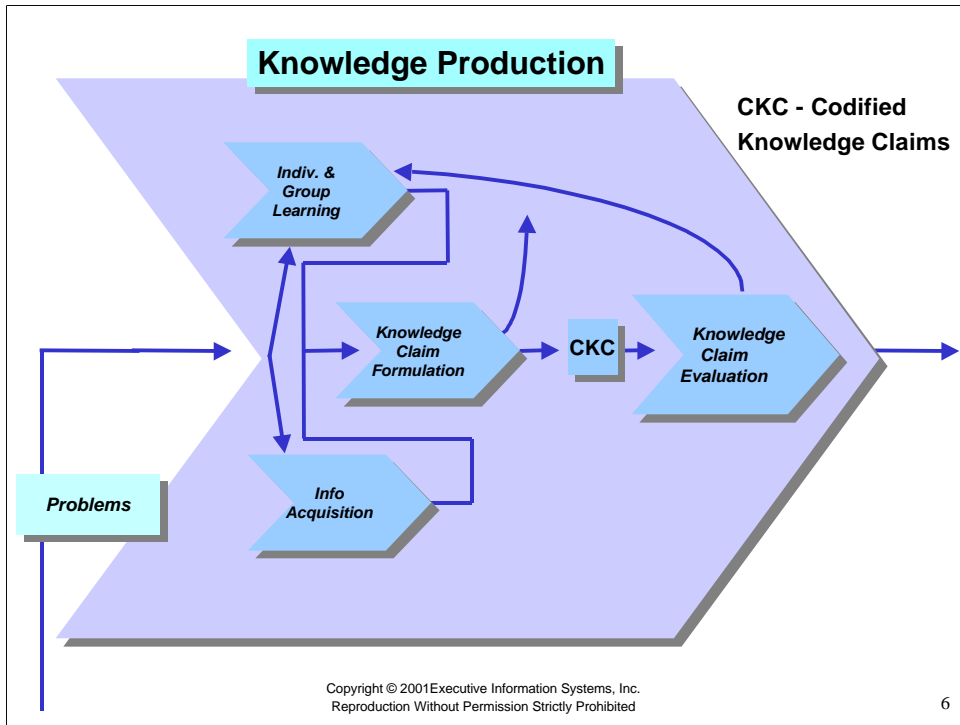 Knowledge Production
CKC - Codified
Knowledge Claims
Indiv. &
Group
Learning
Knowledge
Claim
Formulation
CKC
Knowledge
Claim
Evaluation
Problems
Info
Acquisition
Copyright © 2001Executive Information Systems, Inc.
Reproduction Without Permission Strictly Prohibited
6